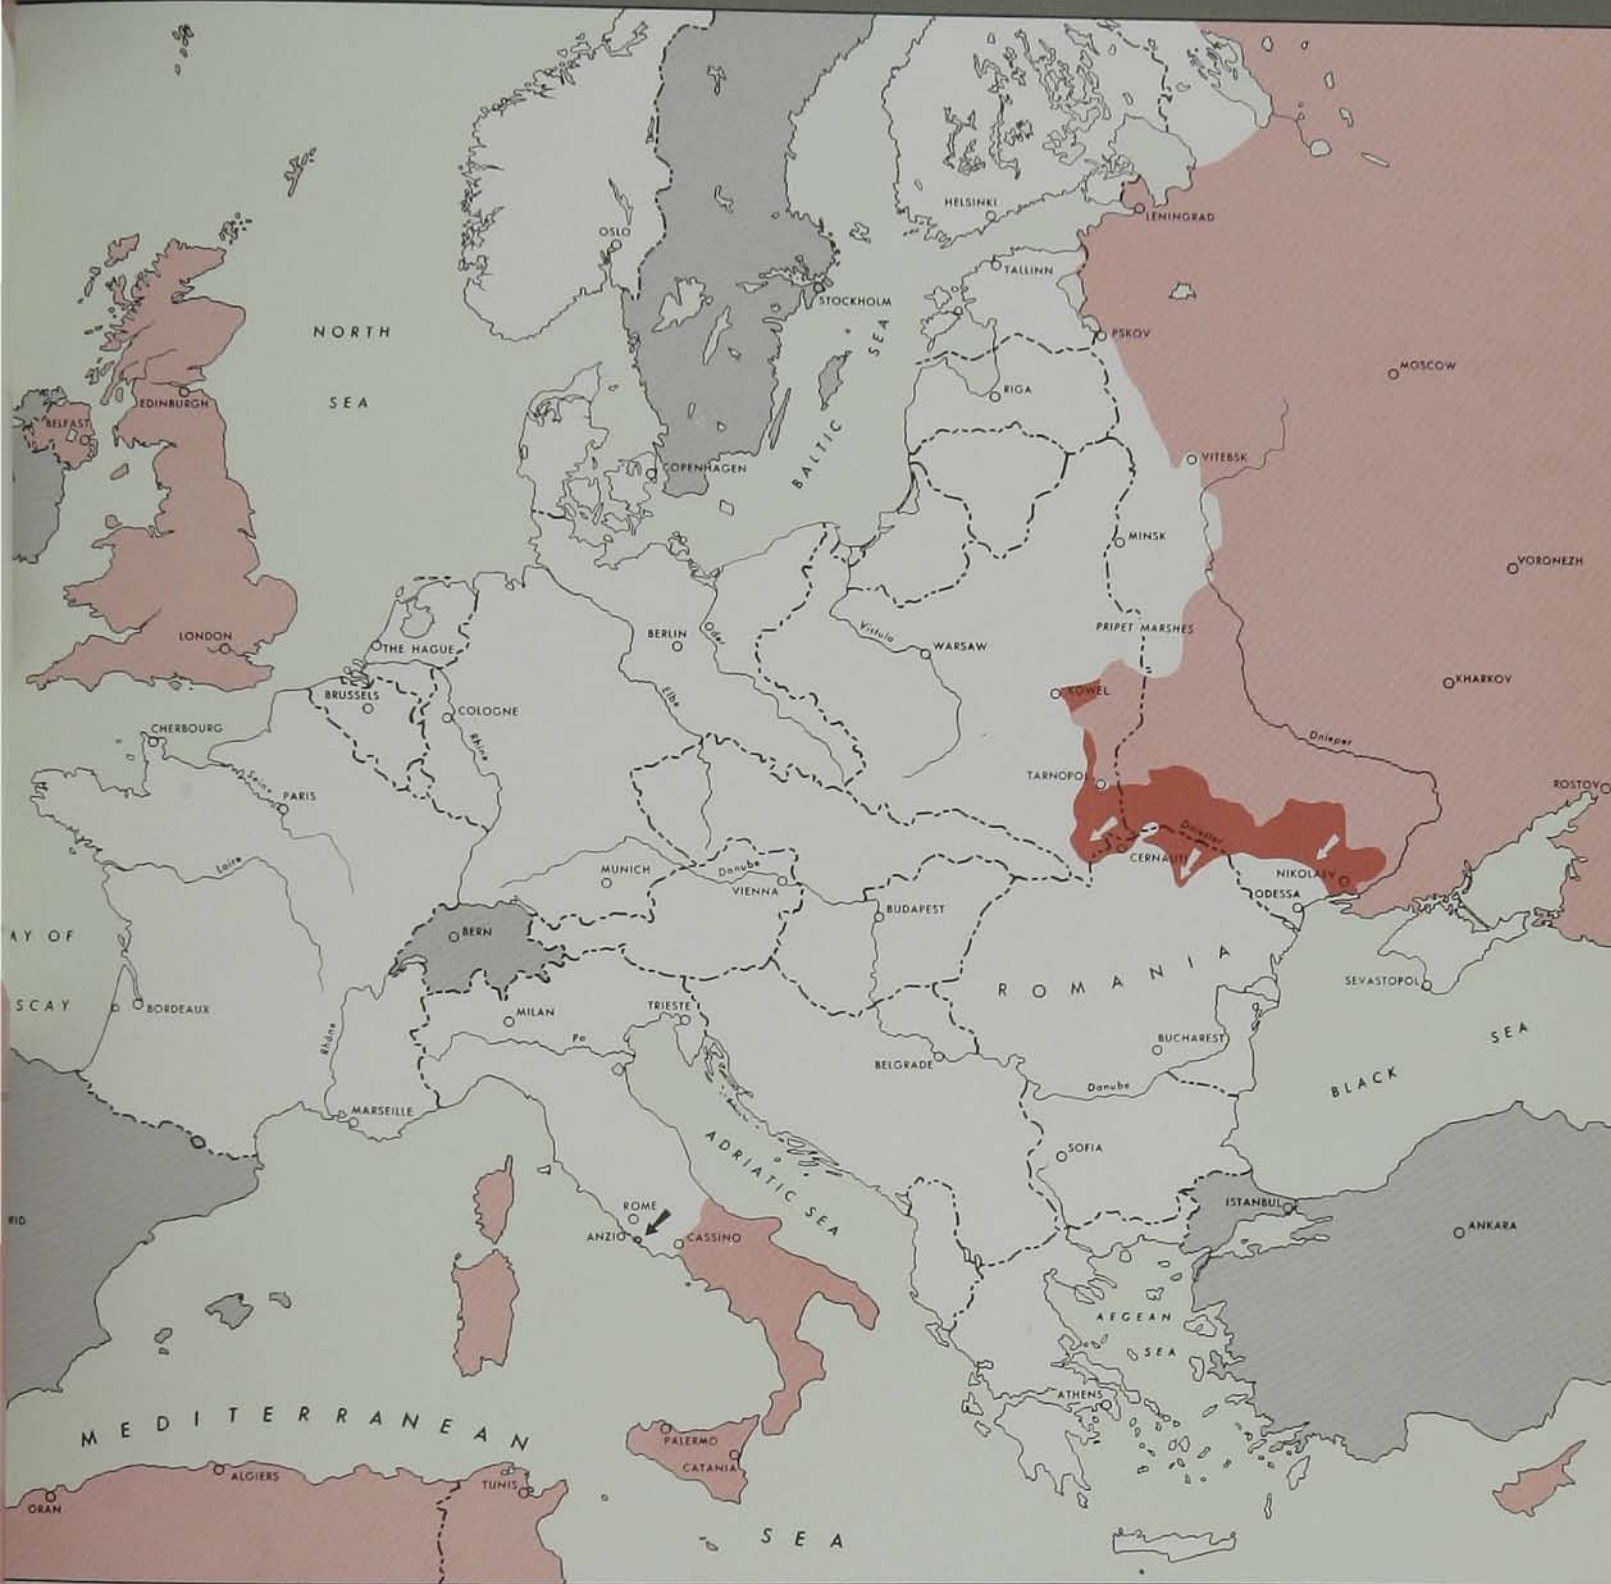 HELSINKI
LENINGRAD
OSLO
TALLINN
STOCKHOLM
NORTH
SEA
BALTIC
SEA
PSKOV
MOSCOW
RIGA
EDINBURGH
BELFAST
VITEBSK
COPENHAGEN
MINSK
VORONEZH
LONDON
THE HAGUE
BERLIN
Oder
Vistula
WARSAW
PRIPET MARSHES
BRUSSELS
COLOGNE
Elbe
KOWEL
KHARKOV
CHERBOURG
Rhine
Dnieper
Seine
PARIS
TARNOPOL
ROSTOV
Loire
MUNICH
Danube
VIENNA
Dniester
CERNAUTI
NIKOLAEV
ODESSA
BUDAPEST
AY OF
SCAY
BERN
ROMANIA
SEVASTOPOL
BORDEAUX
MILAN
TRIESTE
Rhône
Po
BELGRADE
BUCHAREST
Danube
BLACK
SEA
MARSEILLE
ADRIATIC SEA
SOFIA
RID
ROME
ANZIO
CASSINO
ISTANBUL
ANKARA
AEGEAN
SEA
ATHENS
MEDITERRANEAN
SEA
PALERMO
CATANIA
ALGIERS
TUNIS
ORAN